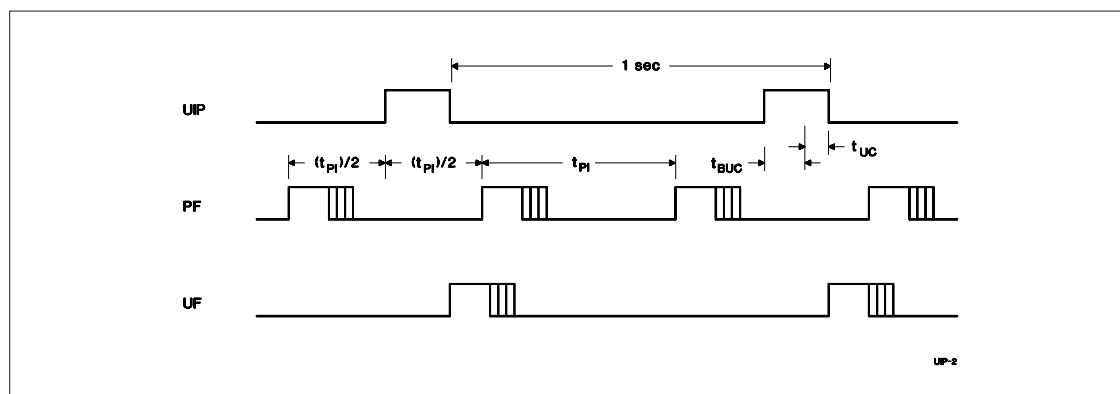 1 sec
UIP
tUC
(tPI)/2 (tPI)/2 tPI tBUC
PF
UF
UIP-2